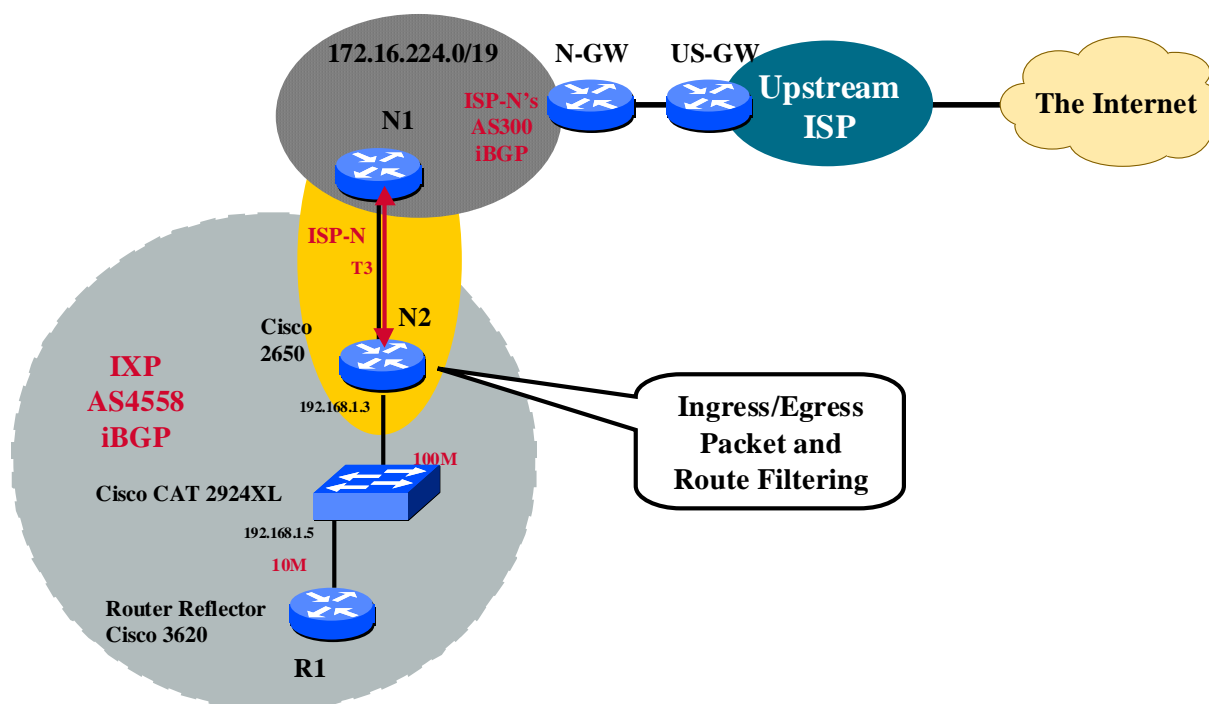 172.16.224.0/19
N-GW
US-GW
ISP-N's
AS300
iBGP
Upstream
ISP
The Internet
N1
ISP-N
T3
N2
Cisco
2650
192.168.1.3
IXP
AS4558
iBGP
Ingress/Egress
Packet and
Route Filtering
100M
Cisco CAT 2924XL
192.168.1.5
10M
Router Reflector
Cisco 3620
R1